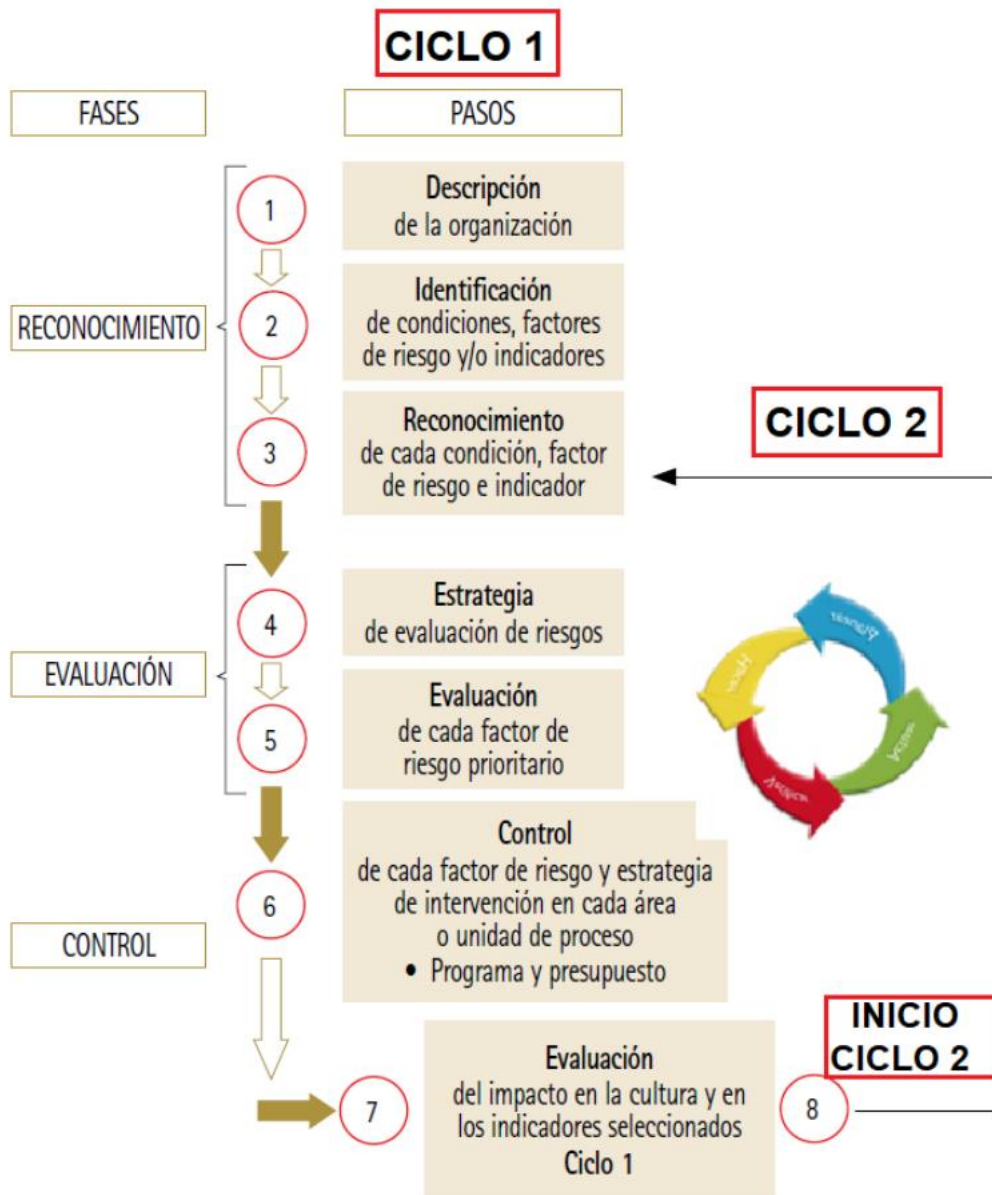 CICLO 1
FASES
PASOS
1
Descripción
de la organización
RECONOCIMIENTO
2
Identificación
de condiciones, factores
de riesgo y/o indicadores
3
Reconocimiento
de cada condición, factor
de riesgo e indicador
CICLO 2
EVALUACIÓN
4
Estrategia
de evaluación de riesgos
5
Evaluación
de cada factor de
riesgo prioritario
Planear
Hacer
Verificar
Actuar
CONTROL
6
Control
de cada factor de riesgo y estrategia
de intervención en cada área
o unidad de proceso
• Programa y presupuesto
7
Evaluación
del impacto en la cultura y en
los indicadores seleccionados
Ciclo 1
8
INICIO
CICLO 2